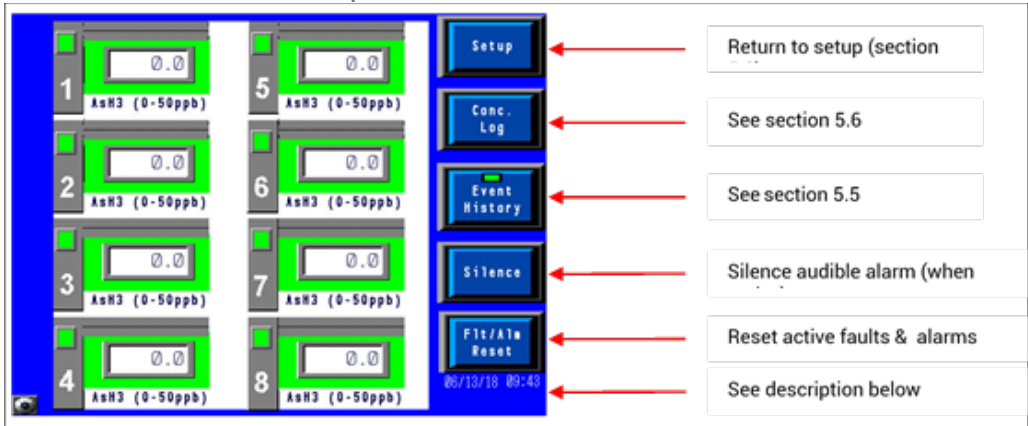 1
0.0
AsH3 (0-50ppb)
5
0.0
AsH3 (0-50ppb)
Setup
Return to setup (section
2
0.0
AsH3 (0-50ppb)
6
0.0
AsH3 (0-50ppb)
Conc.
Log
See section 5.6
3
0.0
AsH3 (0-50ppb)
7
0.0
AsH3 (0-50ppb)
Event
History
See section 5.5
Silence
Silence audible alarm (when
4
0.0
AsH3 (0-50ppb)
8
0.0
AsH3 (0-50ppb)
Flt/Alm
Reset
Reset active faults & alarms
06/13/18 09:43
See description below